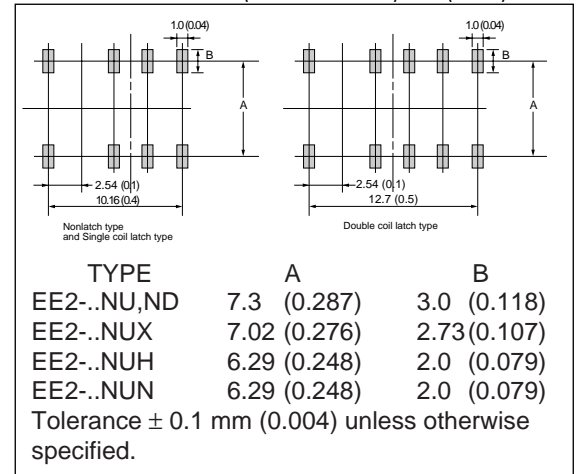 1.0 (0.04)
1.0 (0.04)
B
B
A
A
2.54 (0.1)
2.54 (0.1)
10.16 (0.4)
12.7 (0.5)
Nonlatch type
and Single coil latch type
Double coil latch type
TYPE A B
EE2-..NU,ND 7.3 (0.287) 3.0 (0.118)
EE2-..NUX 7.02 (0.276) 2.73 (0.107)
EE2-..NUH 6.29 (0.248) 2.0 (0.079)
EE2-..NUN 6.29 (0.248) 2.0 (0.079)
Tolerance ± 0.1 mm (0.004) unless otherwise
specified.